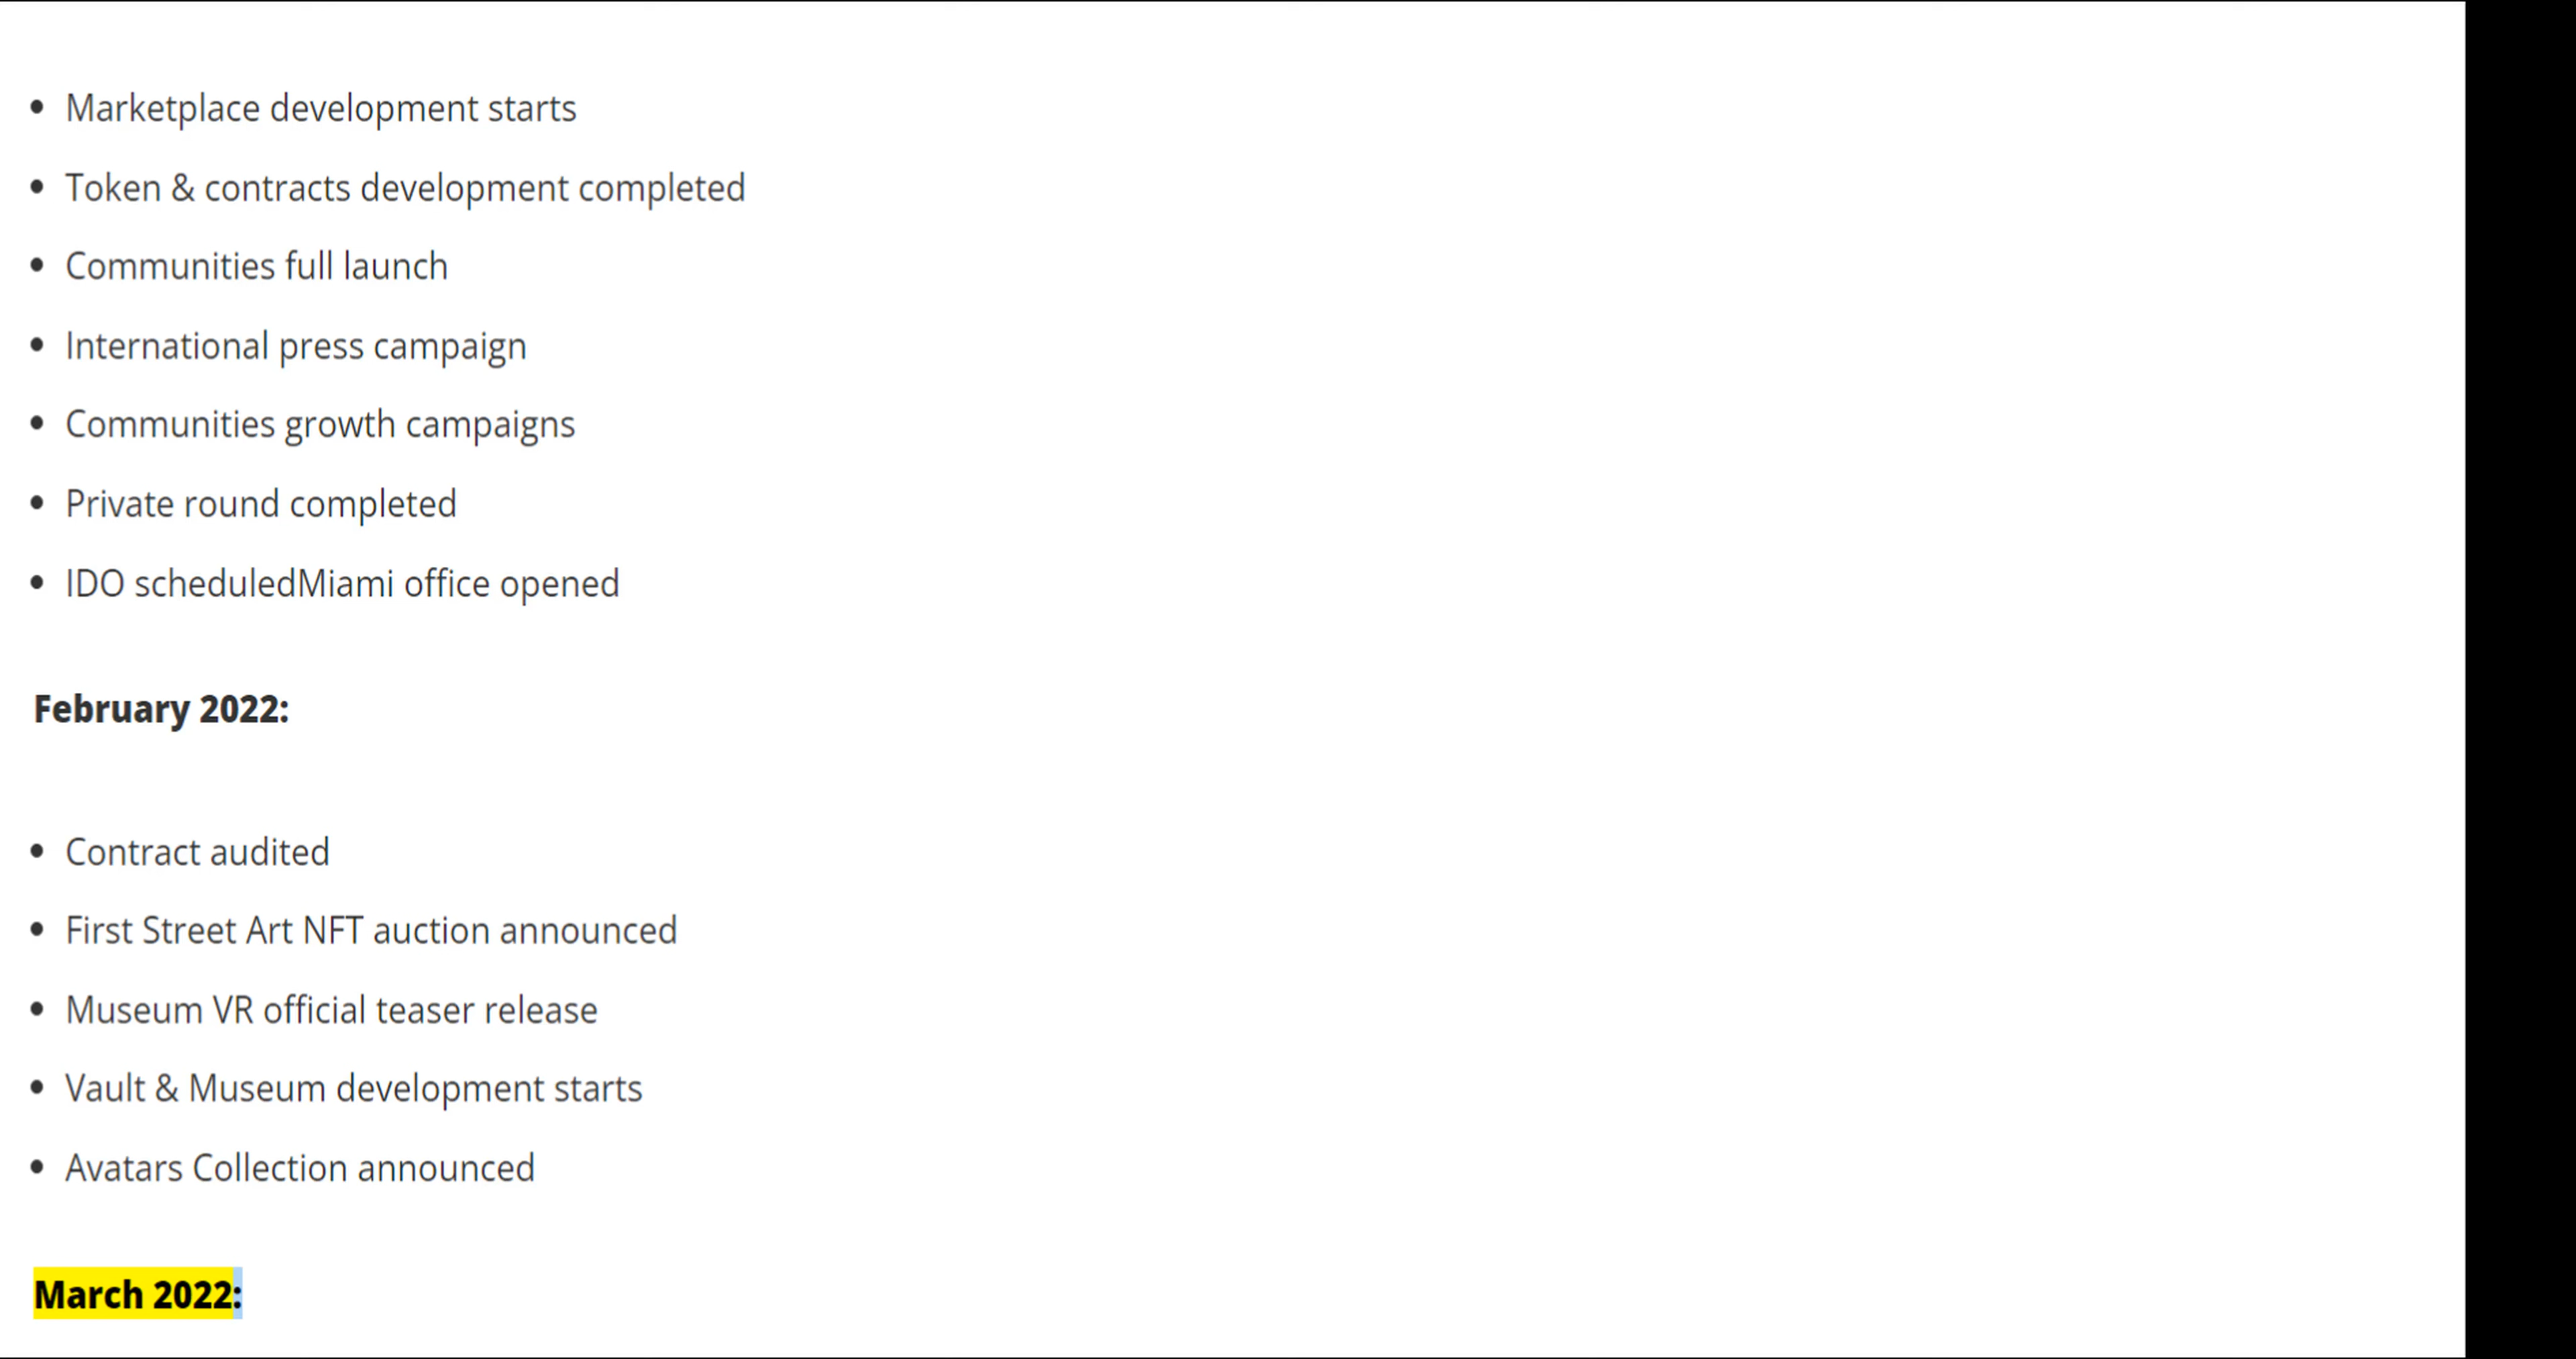 • Marketplace development starts
• Token & contracts development completed
• Communities full launch
• International press campaign
• Communities growth campaigns
• Private round completed
• IDO scheduledMiami office opened
February 2022:
• Contract audited
• First Street Art NFT auction announced
• Museum VR official teaser release
• Vault & Museum development starts
• Avatars Collection announced
March 2022: